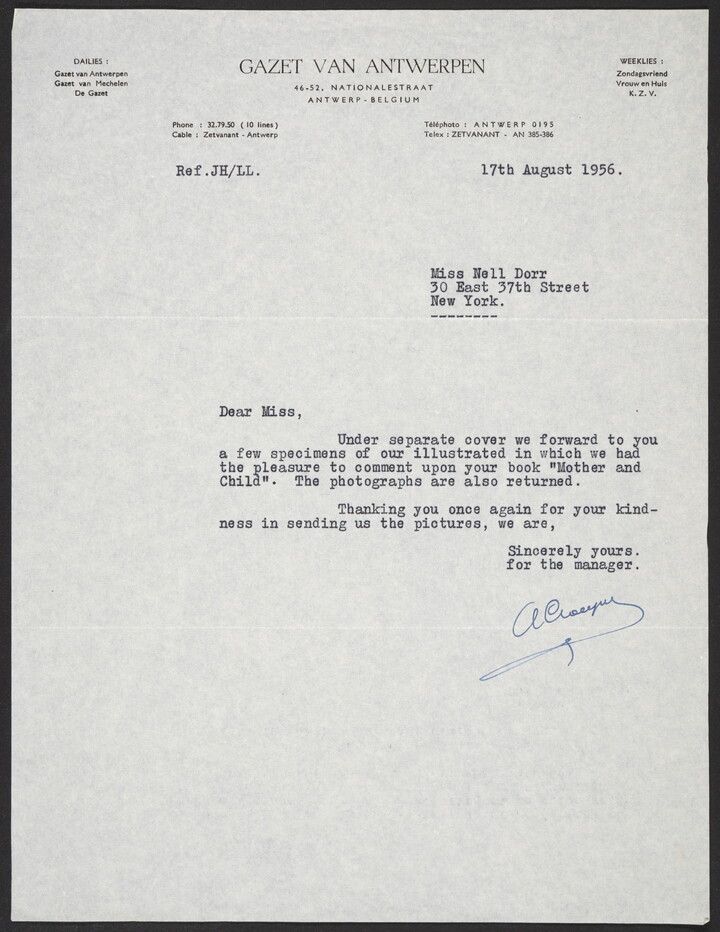 DAILIES :
Gazet van Antwerpen
Gazet van Mechelen
De Gazet
GAZET VAN ANTWERPEN
46-52, NATIONALESTRAAT
ANTWERP - BELGIUM
WEEKLIES :
Zondagsvriend
Vrouw en Huis
K. Z. V.
Phone : 32.79.50 ( 10 lines )
Cable : Zetvanant - Antwerp
Téléphoto : ANTWERP 0195
Telex : ZETVANANT - AN 385-386
Ref.JH/LL.
17th August 1956.
Miss Nell Dorr
30 East 37th Street
New York.
--------
Dear Miss,
Under separate cover we forward to you
a few specimens of our illustrated in which we had
the pleasure to comment upon your book "Mother and
Child". The photographs are also returned.
Thanking you once again for your kind-
ness in sending us the pictures, we are,
Sincerely yours.
for the manager.